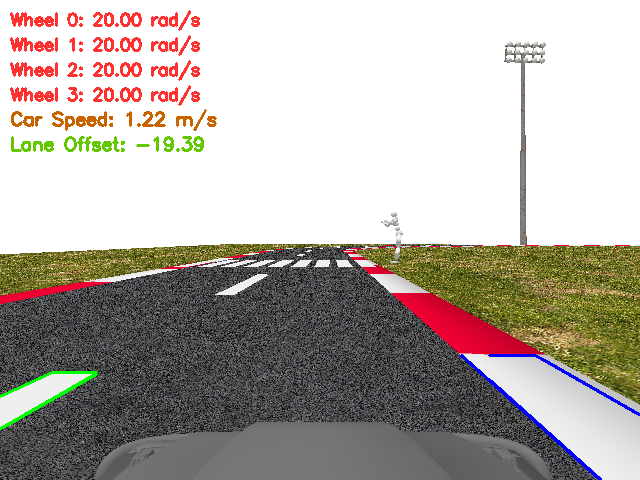 Wheel 0: 20.00 rad/s
Wheel 1: 20.00 rad/s
Wheel 2: 20.00 rad/s
Wheel 3: 20.00 rad/s
Car Speed: 1.22 m/s
Lane Offset: -19.39